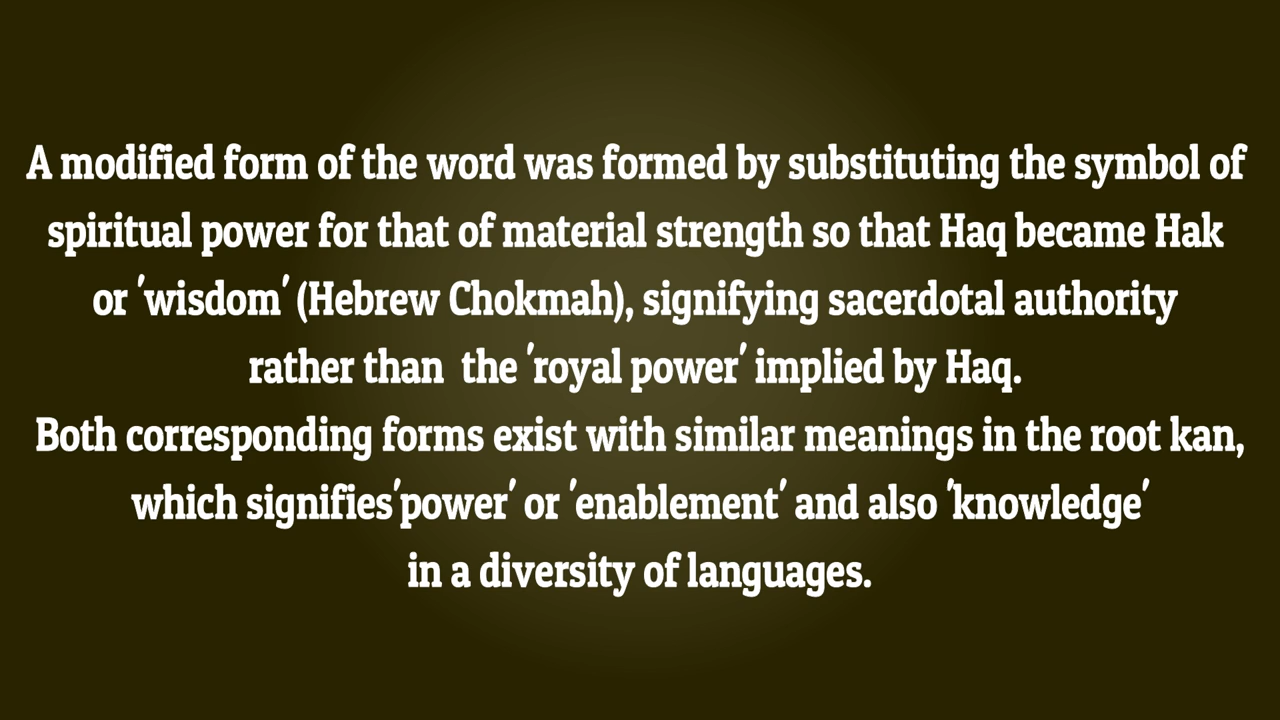 A modified form of the word was formed by substituting the symbol of
spiritual power for that of material strength so that Haq became Hak
or 'wisdom' (Hebrew Chokmah), signifying sacerdotal authority
rather than  the 'royal power' implied by Haq.
Both corresponding forms exist with similar meanings in the root kan,
which signifies'power' or 'enablement' and also 'knowledge'
in a diversity of languages.